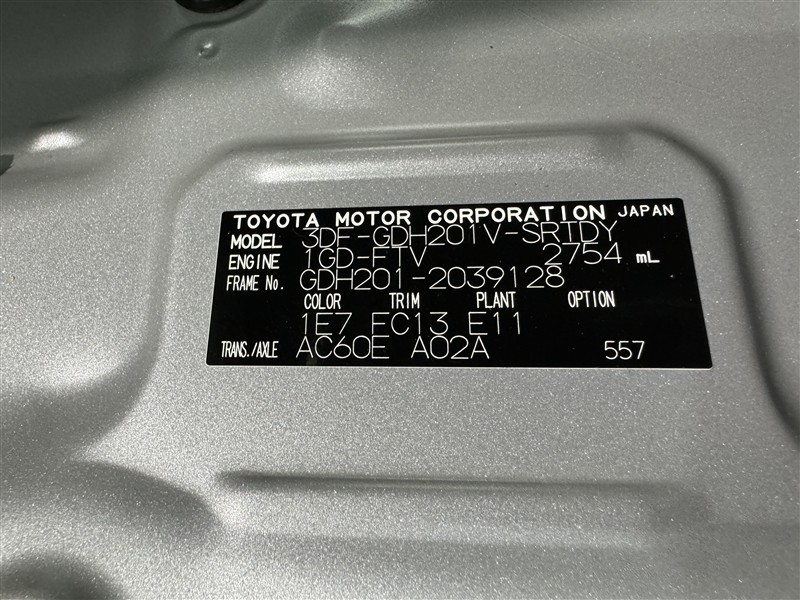 TOYOTA MOTOR CORPORATION JAPAN
MODEL 3DF-GDH201V-SRTDY
ENGINE 1GD-FTV 2754 mL
FRAME No. GDH201-2039128
COLOR TRIM PLANT OPTION
1E7 FC13 E11
TRANS./AXLE AC60E A02A 557